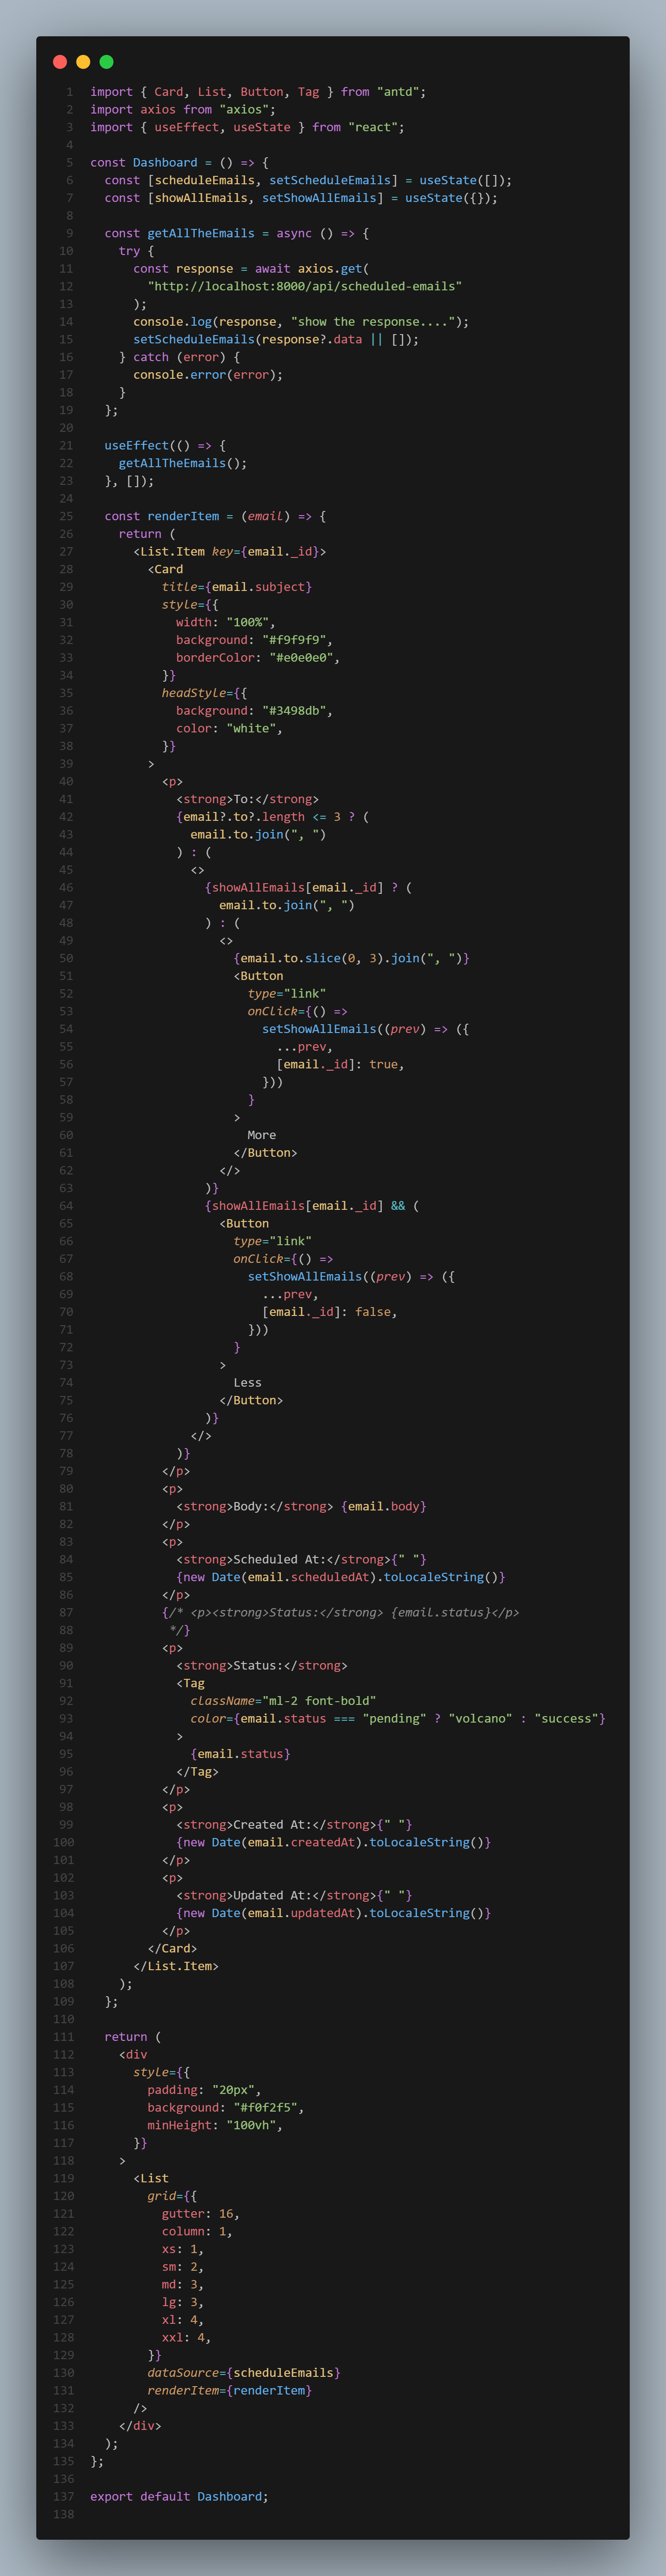 1 import { Card, List, Button, Tag } from "antd";
2 import axios from "axios";
3 import { useEffect, useState } from "react";
4
5 const Dashboard = () => {
6   const [scheduleEmails, setScheduleEmails] = useState([]);
7   const [showAllEmails, setShowAllEmails] = useState({});
8
9   const getAllTheEmails = async () => {
10     try {
11       const response = await axios.get(
12         "http://localhost:8000/api/scheduled-emails"
13       );
14       console.log(response, "show the response....");
15       setScheduleEmails(response?.data || []);
16     } catch (error) {
17       console.error(error);
18     }
19   };
20
21   useEffect(() => {
22     getAllTheEmails();
23   }, []);
24
25   const renderItem = (email) => {
26     return (
27       <List.Item key={email._id}>
28         <Card
29           title={email.subject}
30           style={{
31             width: "100%",
32             background: "#f9f9f9",
33             borderColor: "#e0e0e0",
34           }}
35           headStyle={{
36             background: "#3498db",
37             color: "white",
38           }}
39         >
40           <p>
41             <strong>To:</strong>
42             {email?.to?.length <= 3 ? (
43               email.to.join(", ")
44             ) : (
45               <>
46                 {showAllEmails[email._id] ? (
47                   email.to.join(", ")
48                 ) : (
49                   <>
50                     {email.to.slice(0, 3).join(", ")}
51                     <Button
52                       type="link"
53                       onClick={() =>
54                         setShowAllEmails((prev) => ({
55                           ...prev,
56                           [email._id]: true,
57                         }))
58                       }
59                     >
60                       More
61                     </Button>
62                   </>
63                 )}
64                 {showAllEmails[email._id] && (
65                   <Button
66                     type="link"
67                     onClick={() =>
68                       setShowAllEmails((prev) => ({
69                         ...prev,
70                         [email._id]: false,
71                       }))
72                     }
73                   >
74                     Less
75                   </Button>
76                 )}
77               </>
78             )}
79           </p>
80           <p>
81             <strong>Body:</strong> {email.body}
82           </p>
83           <p>
84             <strong>Scheduled At:</strong>{" "}
85             {new Date(email.scheduledAt).toLocaleString()}
86           </p>
87           {/* <p><strong>Status:</strong> {email.status}</p>
88            */}
89           <p>
90             <strong>Status:</strong>
91             <Tag
92               className="ml-2 font-bold"
93               color={email.status === "pending" ? "volcano" : "success"}
94             >
95               {email.status}
96             </Tag>
97           </p>
98           <p>
99             <strong>Created At:</strong>{" "}
100             {new Date(email.createdAt).toLocaleString()}
101           </p>
102           <p>
103             <strong>Updated At:</strong>{" "}
104             {new Date(email.updatedAt).toLocaleString()}
105           </p>
106         </Card>
107       </List.Item>
108     );
109   };
110
111   return (
112     <div
113       style={{
114         padding: "20px",
115         background: "#f0f2f5",
116         minHeight: "100vh",
117       }}
118     >
119       <List
120         grid={{
121           gutter: 16,
122           column: 1,
123           xs: 1,
124           sm: 2,
125           md: 3,
126           lg: 3,
127           xl: 4,
128           xxl: 4,
129         }}
130         dataSource={scheduleEmails}
131         renderItem={renderItem}
132       />
133     </div>
134   );
135 };
136
137 export default Dashboard;
138